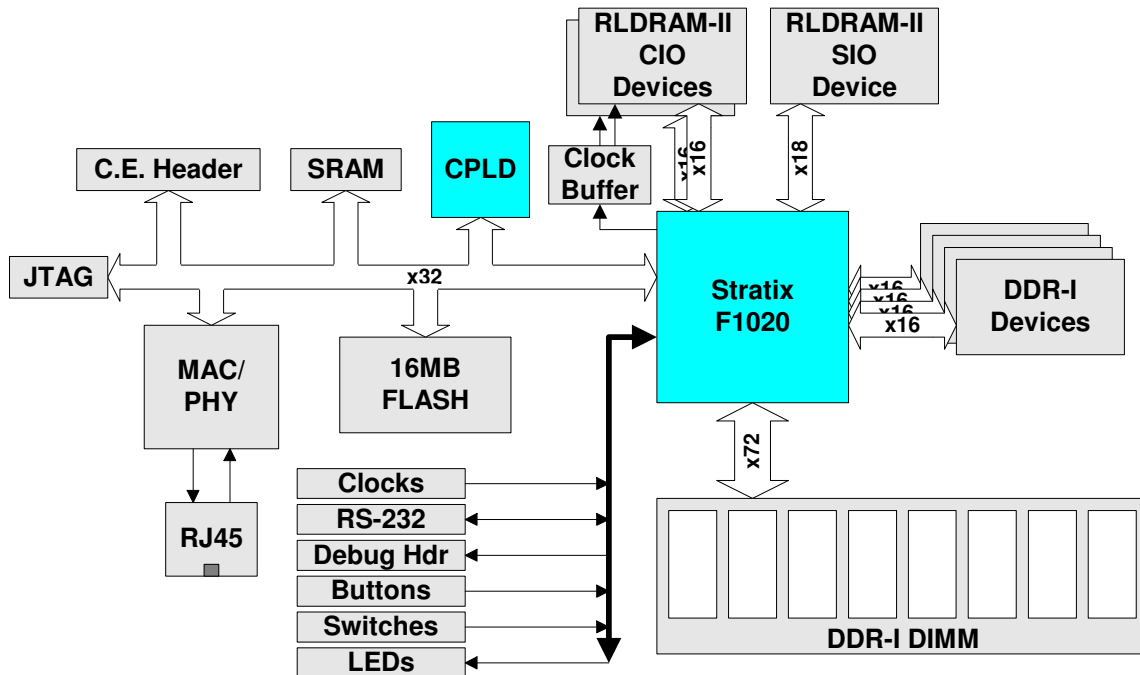 RLDRAM-II
CIO
Devices
RLDRAM-II
SIO
Device
C.E. Header
SRAM
CPLD
Clock
Buffer
x16
x16
x18
JTAG
x32
Stratix
F1020
x16
x16
x16
x16
DDR-I
Devices
MAC/
PHY
16MB
FLASH
x72
RJ45
Clocks
RS-232
Debug Hdr
Buttons
Switches
LEDs
DDR-I DIMM